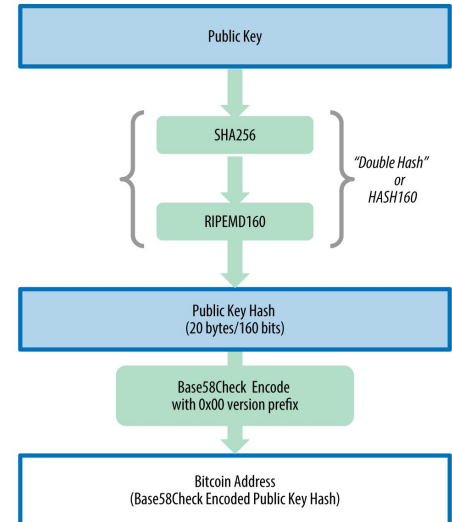 Public Key
SHA256
"Double Hash"
or
HASH160
RIPEMD160
Public Key Hash
(20 bytes/160 bits)
Base58Check Encode
with 0x00 version prefix
Bitcoin Address
(Base58Check Encoded Public Key Hash)